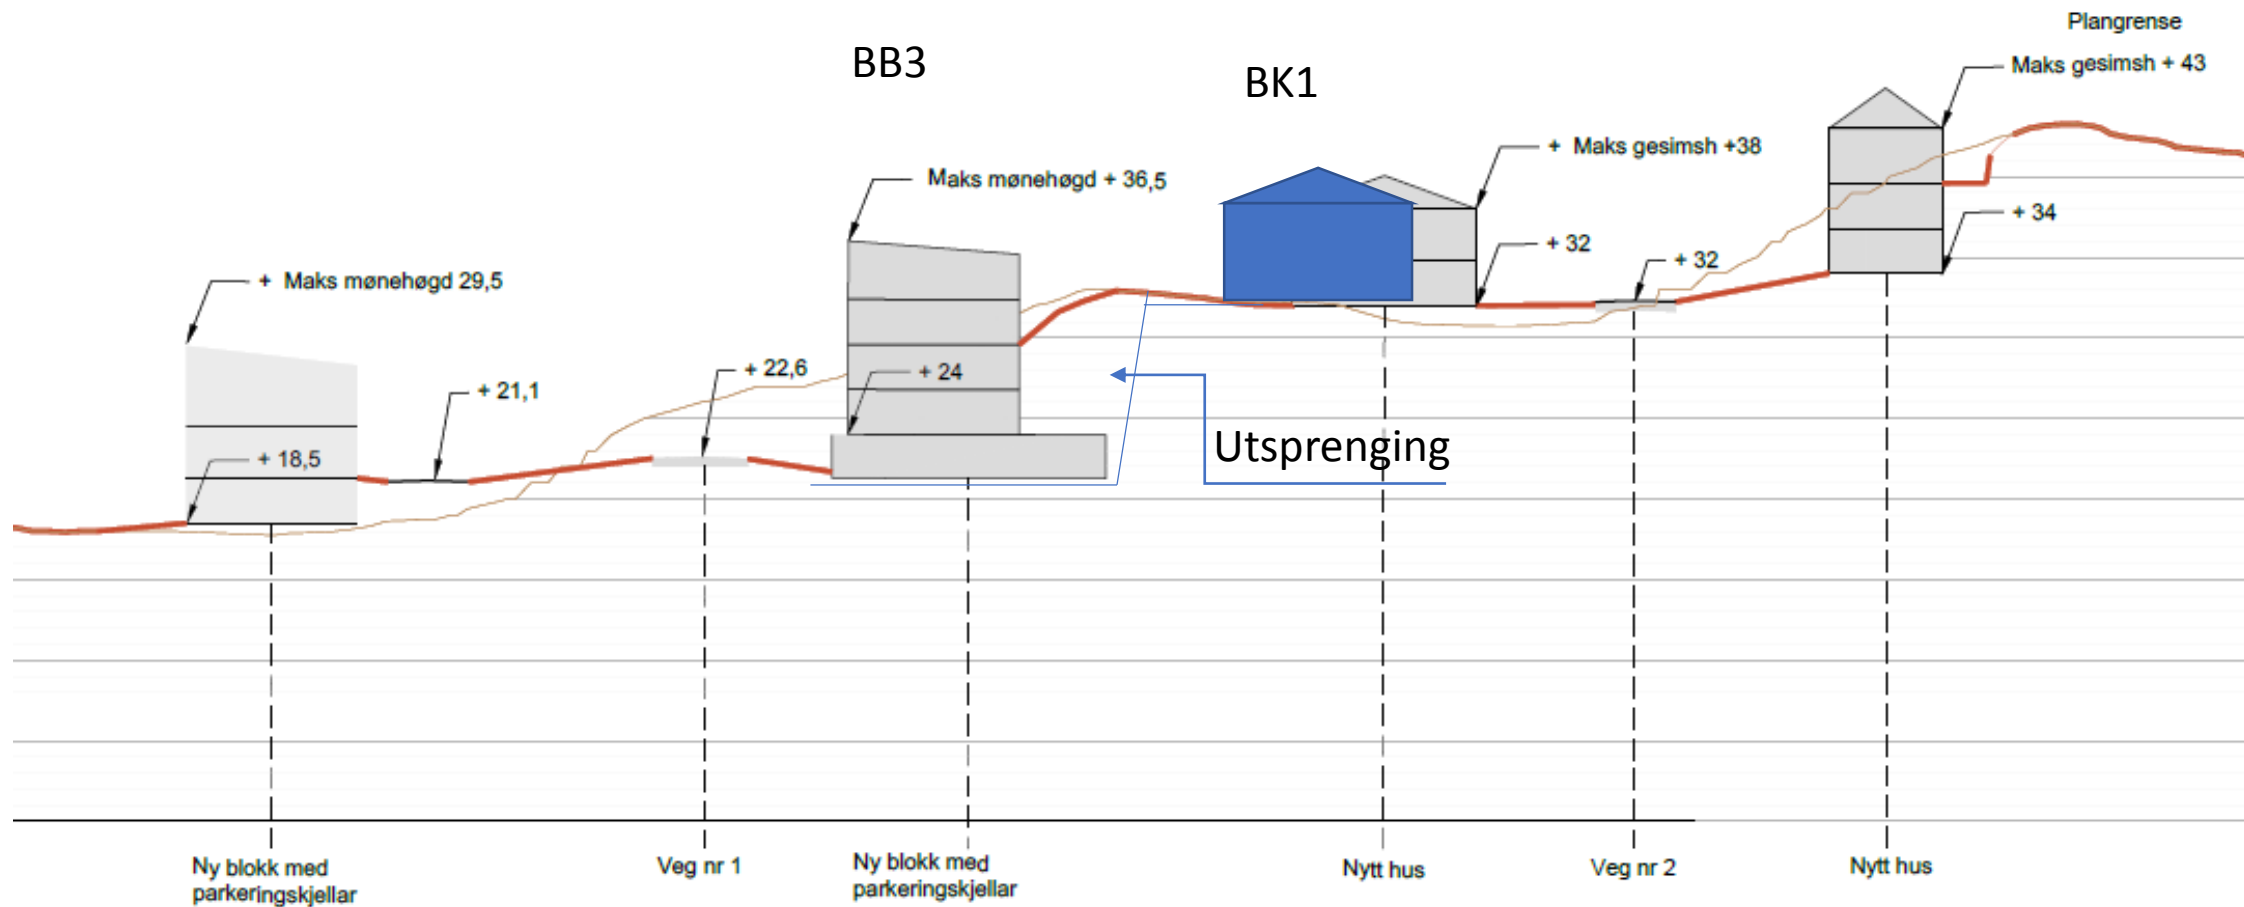 Plangrense
BB3
Maks gesimsh + 43
BK1
+ Maks gesimsh +38
Maks mønehøgd + 36,5
+ 34
+ 32
+ 32
+ Maks mønehøgd 29,5
+ 22,6
+ 24
+ 21,1
Utsprenging
+ 18,5
Ny blokk med
parkeringskjellar
Veg nr 1
Ny blokk med
parkeringskjellar
Nytt hus
Veg nr 2
Nytt hus